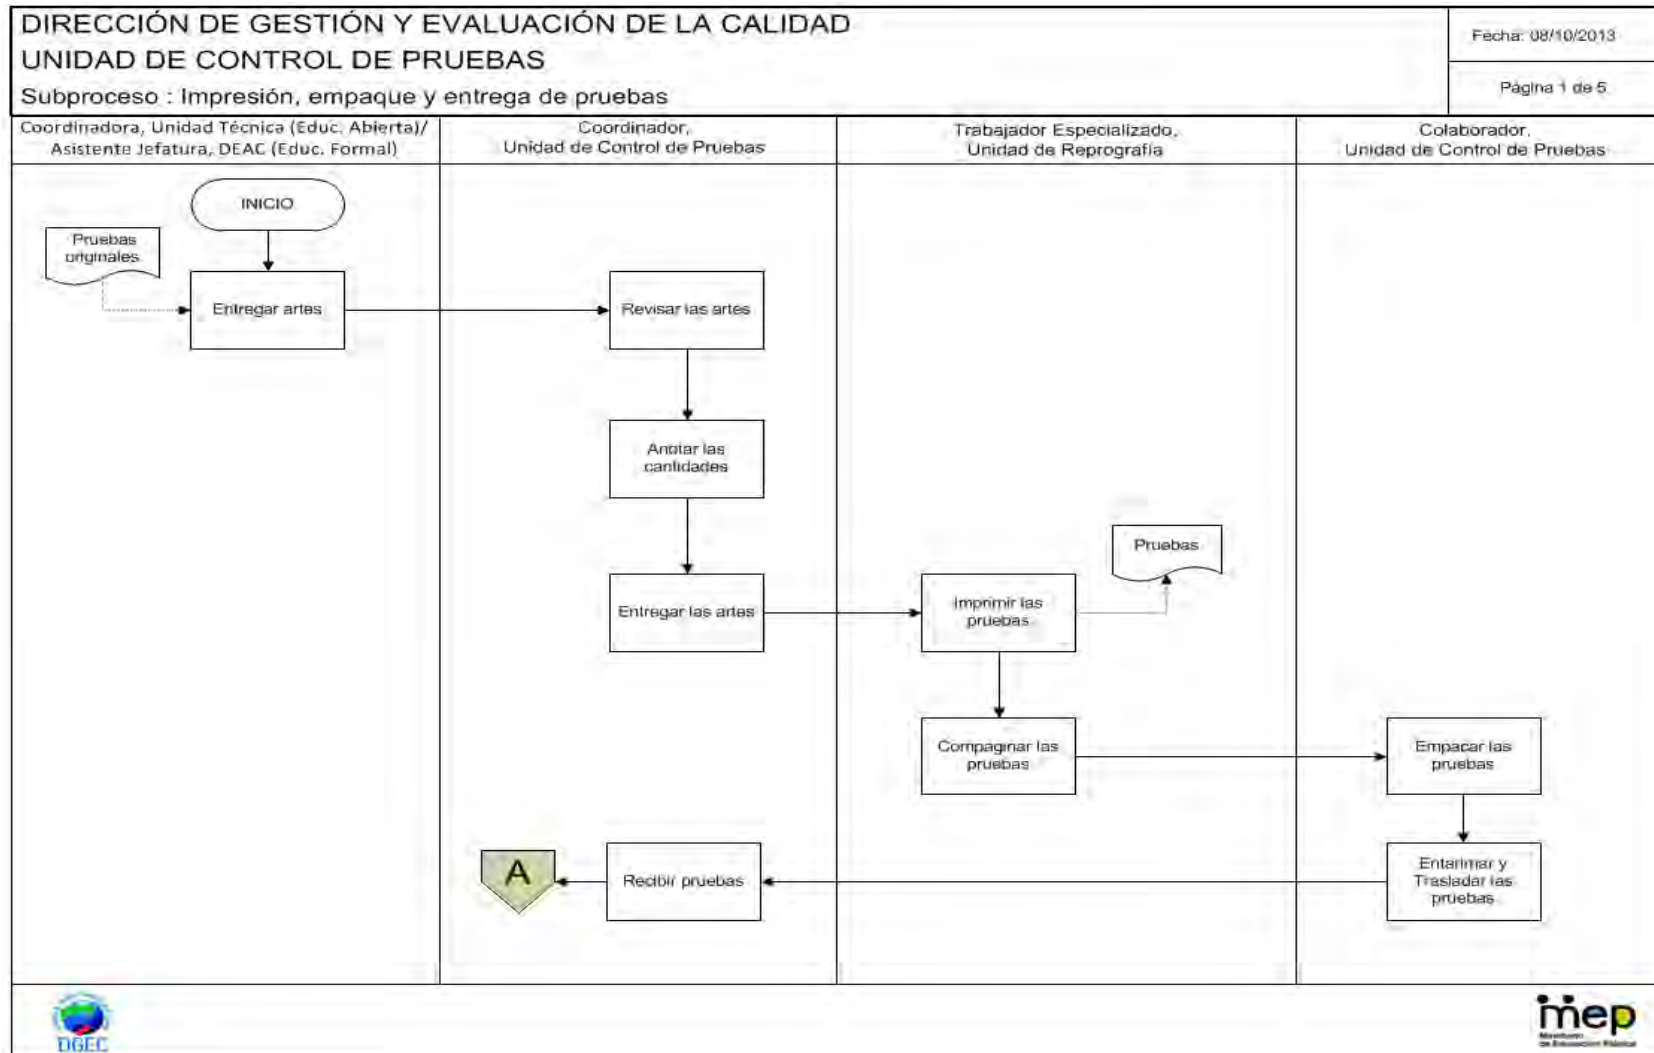 DIRECCIÓN DE GESTIÓN Y EVALUACIÓN DE LA CALIDAD
UNIDAD DE CONTROL DE PRUEBAS
Subproceso : Impresión, empaque y entrega de pruebas
Fecha: 08/10/2013
Página 1 de 5
Coordinadora, Unidad Técnica (Educ. Abierta)/
Asistente Jefatura, DEAC (Educ. Formal)
Coordinador,
Unidad de Control de Pruebas
Trabajador Especializado,
Unidad de Reprografía
Colaborador,
Unidad de Control de Pruebas
INICIO
Pruebas
originales
Entregar artes
Revisar las artes
Anotar las
cantidades
Entregar las artes
Imprimir las
pruebas
Pruebas
Compaginar las
pruebas
Empacar las
pruebas
Entarimar y
Trasladar las
pruebas
Recibir pruebas
A
DGEC
mep
Ministerio
de Educación Pública